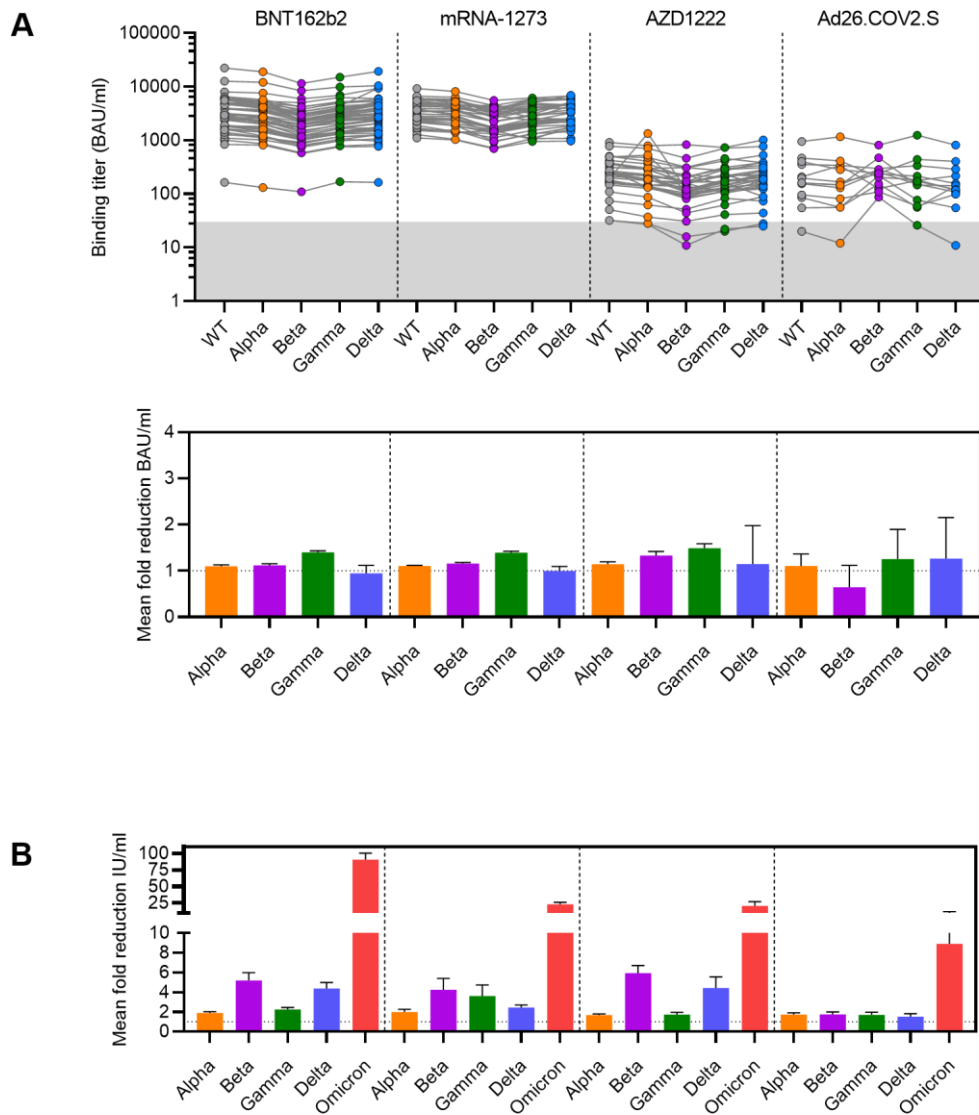 A
BNT162b2 mRNA-1273 AZD1222 Ad26.COV2.S
Binding titer (BAU/ml)
100000
10000
1000
100
10
1
WT Alpha Beta Gamma Delta WT Alpha Beta Gamma Delta WT Alpha Beta Gamma Delta WT Alpha Beta Gamma Delta
Mean fold reduction BAU/ml
4
3
2
1
0
Alpha Beta Gamma Delta Alpha Beta Gamma Delta Alpha Beta Gamma Delta Alpha Beta Gamma Delta
B
Mean fold reduction IU/ml
100
75
50
25
10
8
6
4
2
0
Alpha Beta Gamma Delta Omicron Alpha Beta Gamma Delta Omicron Alpha Beta Gamma Delta Omicron Alpha Beta Gamma Delta Omicron